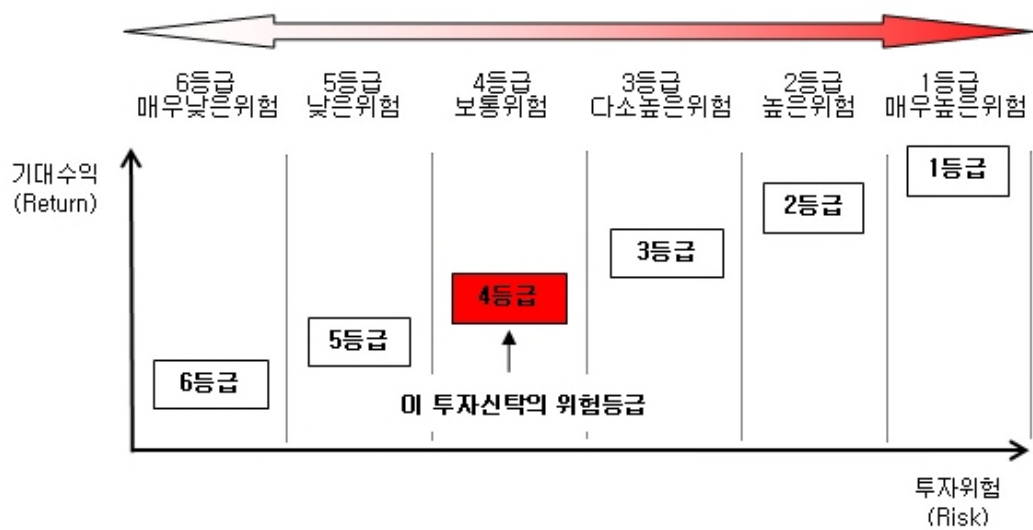 6등급 5등급 4등급 3등급 2등급 1등급
매우낮은위험 낮은위험 보통위험 다소높은위험 높은위험 매우높은위험
기대수익
(Return)
1등급
2등급
3등급
4등급
5등급
6등급
이 투자신탁의 위험등급
투자위험
(Risk)